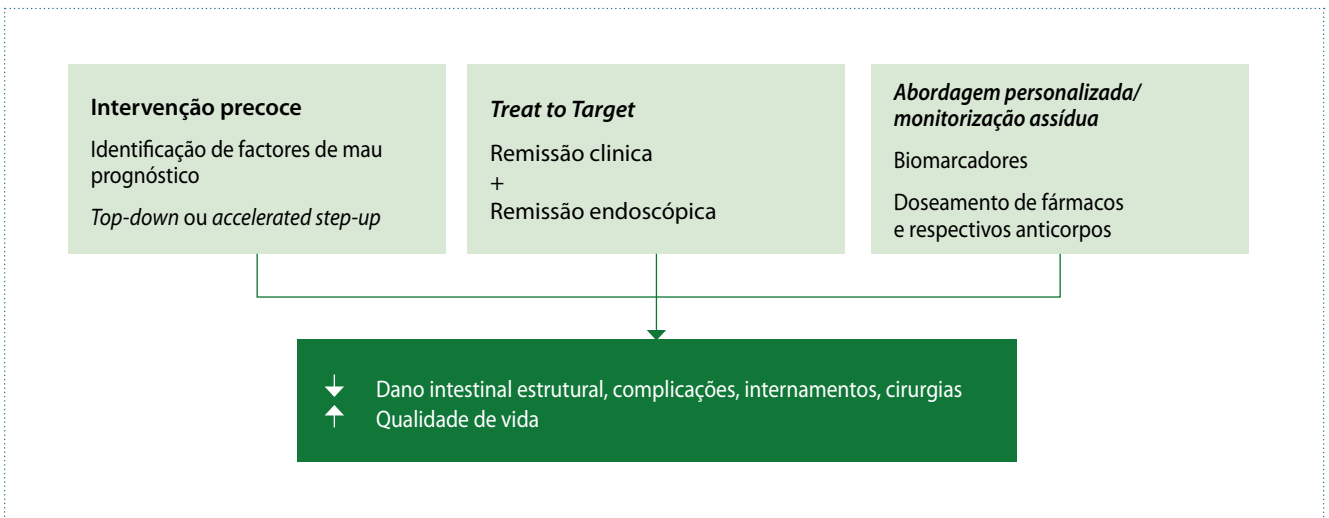 Intervenção precoce
Identificação de factores de mau
prognóstico
Top-down ou accelerated step-up
Treat to Target
Remissão clinica
+
Remissão endoscópica
Abordagem personalizada/
monitorização assídua
Biomarcadores
Doseamento de fármacos
e respectivos anticorpos
Dano intestinal estrutural, complicações, internamentos, cirurgias
Qualidade de vida